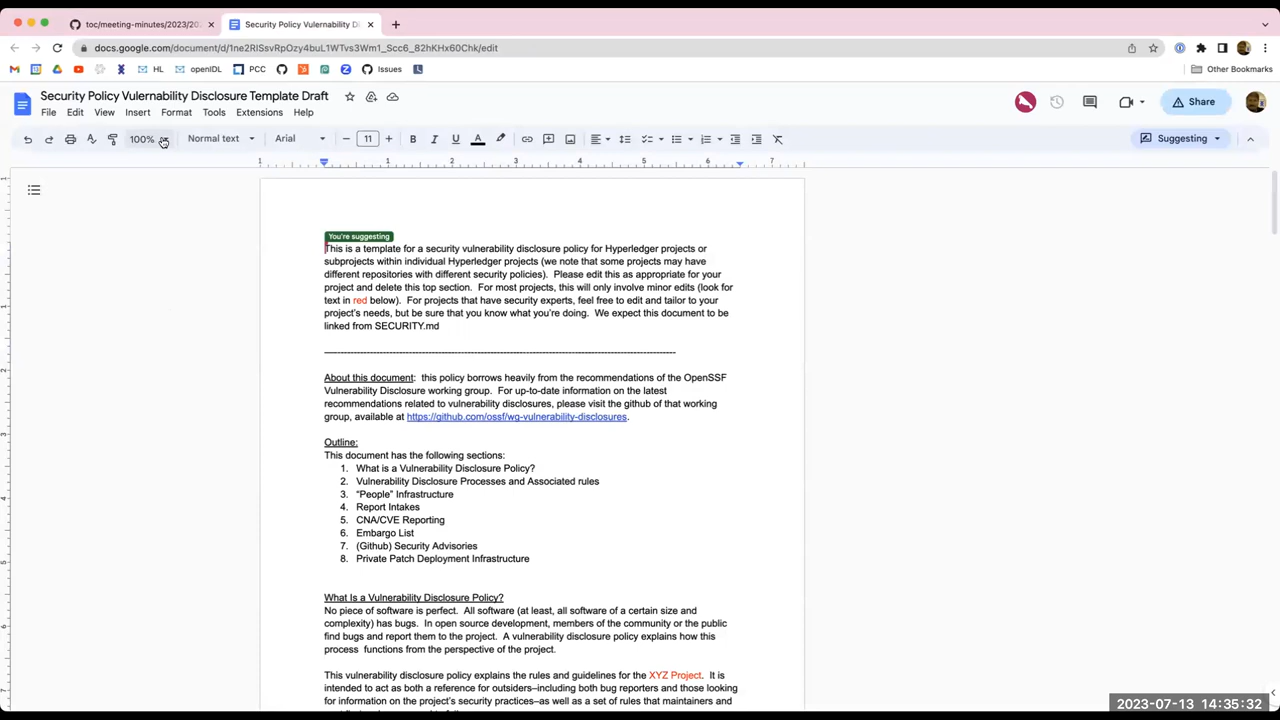 toc/meeting-minutes/2023/20
Security Policy Vulernability Di
docs.google.com/document/d/1ne2RlSsvRpOzy4buL1WTvs3Wm1_Scc6_82hKHx60Chk/edit
HL
openIDL
PCC
Issues
Other Bookmarks
Security Policy Vulernability Disclosure Template Draft
File Edit View Insert Format Tools Extensions Help
Share
100%
Normal text
Arial
11
Suggesting
1 1 2 3 4 5 6 7
You're suggesting
This is a template for a security vulnerability disclosure policy for Hyperledger projects or
subprojects within individual Hyperledger projects (we note that some projects may have
different repositories with different security policies). Please edit this as appropriate for your
project and delete this top section. For most projects, this will only involve minor edits (look for
text in red below). For projects that have security experts, feel free to edit and tailor to your
project's needs, but be sure that you know what you're doing. We expect this document to be
linked from SECURITY.md
--------------------------------------------------------------------------------------
About this document: this policy borrows heavily from the recommendations of the OpenSSF
Vulnerability Disclosure working group. For up-to-date information on the latest
recommendations related to vulnerability disclosures, please visit the github of that working
group, available at https://github.com/ossf/wg-vulnerability-disclosures.
Outline:
This document has the following sections:
1. What is a Vulnerability Disclosure Policy?
2. Vulnerability Disclosure Processes and Associated rules
3. "People" Infrastructure
4. Report Intakes
5. CNA/CVE Reporting
6. Embargo List
7. (Github) Security Advisories
8. Private Patch Deployment Infrastructure
What Is a Vulnerability Disclosure Policy?
No piece of software is perfect. All software (at least, all software of a certain size and
complexity) has bugs. In open source development, members of the community or the public
find bugs and report them to the project. A vulnerability disclosure policy explains how this
process functions from the perspective of the project.
This vulnerability disclosure policy explains the rules and guidelines for the XYZ Project. It is
intended to act as both a reference for outsiders–including both bug reporters and those looking
for information on the project's security practices–as well as a set of rules that maintainers and
2023-07-13 14:35:32